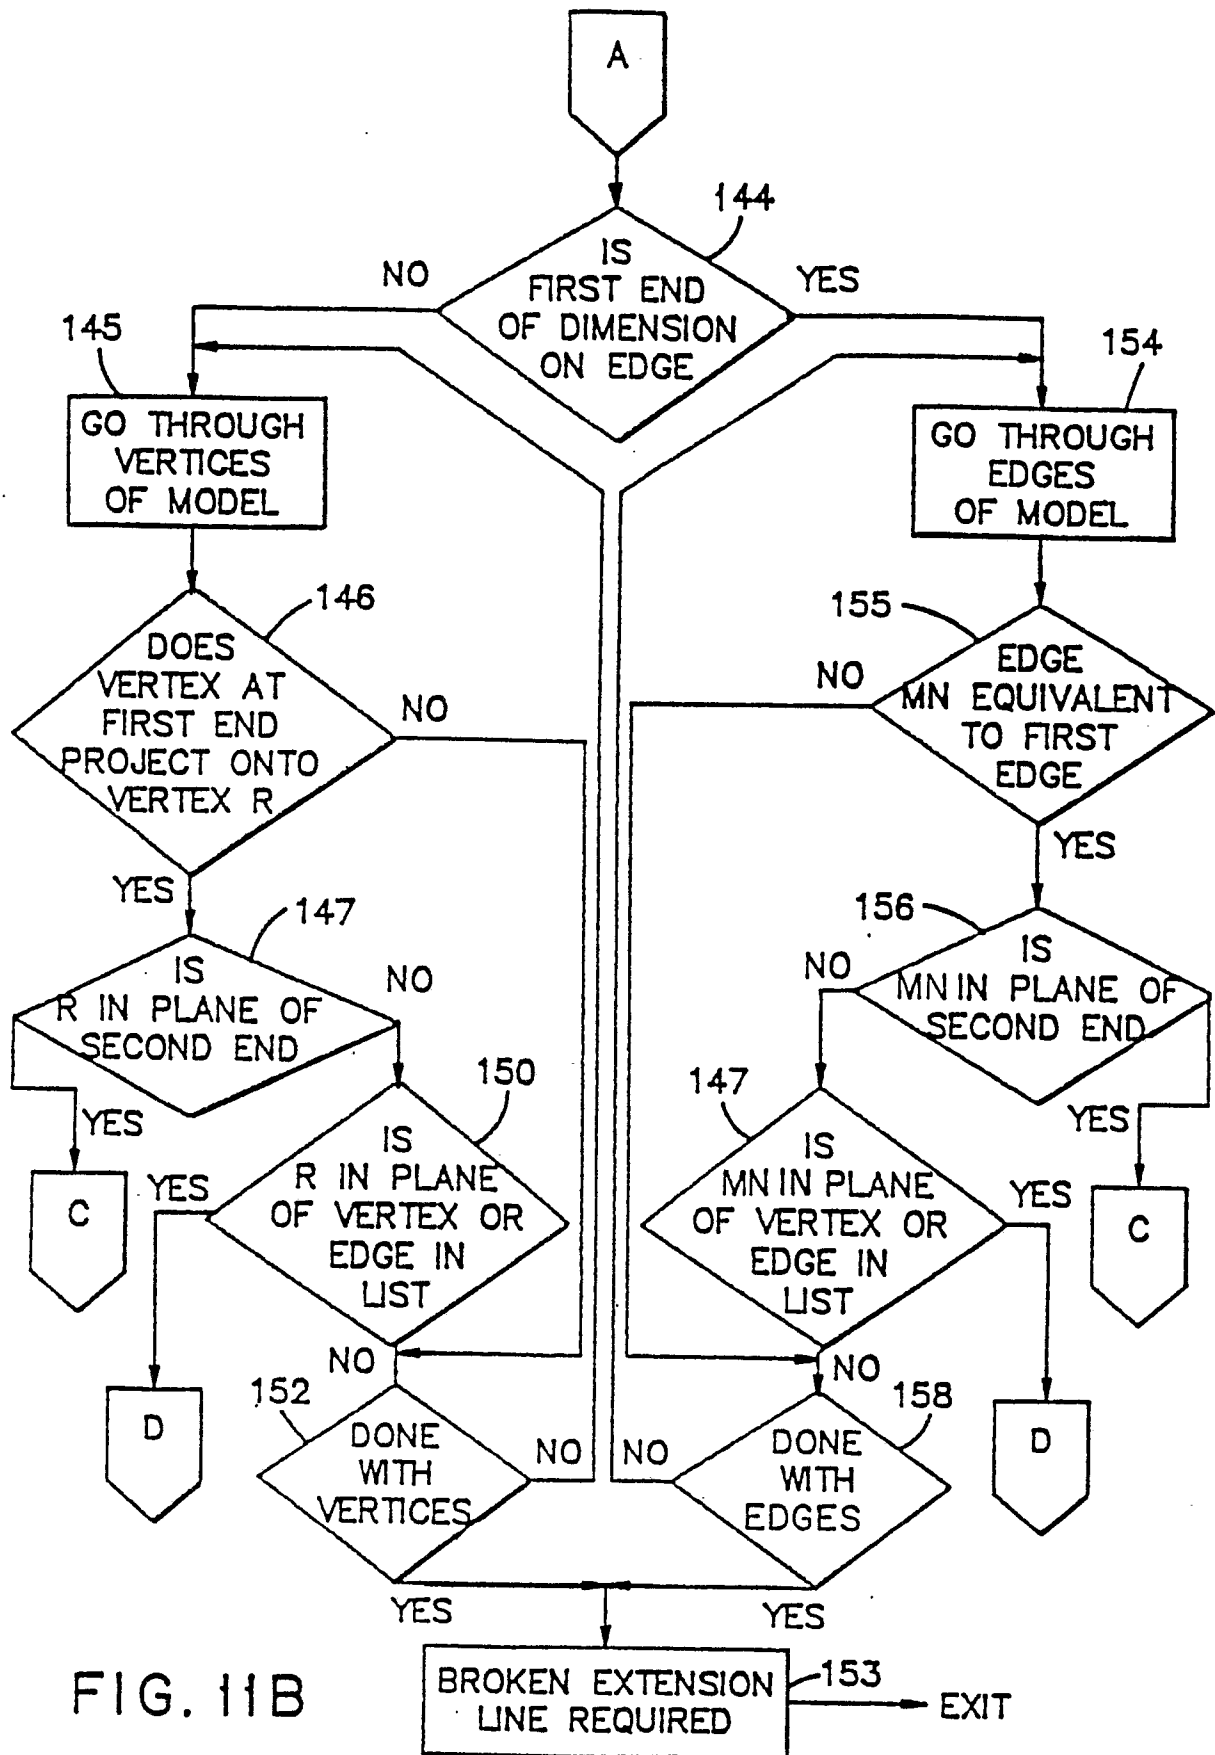 A
144
IS
FIRST END
OF DIMENSION
ON EDGE
NO
YES
145
GO THROUGH
VERTICES
OF MODEL
154
GO THROUGH
EDGES
OF MODEL
146
DOES
VERTEX AT
FIRST END
PROJECT ONTO
VERTEX R
NO
YES
155
EDGE
MN EQUIVALENT
TO FIRST
EDGE
NO
YES
147
IS
R IN PLANE OF
SECOND END
NO
YES
C
156
IS
MN IN PLANE OF
SECOND END
NO
YES
C
150
IS
R IN PLANE
OF VERTEX OR
EDGE IN
LIST
YES
NO
D
147
IS
MN IN PLANE
OF VERTEX OR
EDGE IN
LIST
YES
NO
D
152
DONE
WITH
VERTICES
NO
YES
158
DONE
WITH
EDGES
NO
YES
BROKEN EXTENSION
LINE REQUIRED
153
EXIT
FIG. 11B